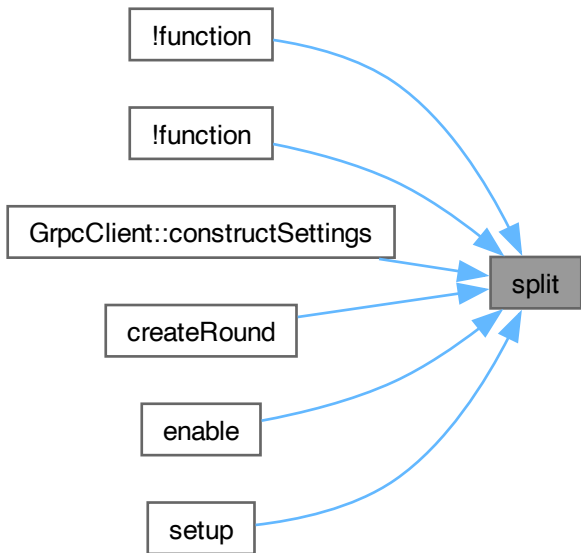 !function
!function
GrpcClient::constructSettings
split
createRound
enable
setup